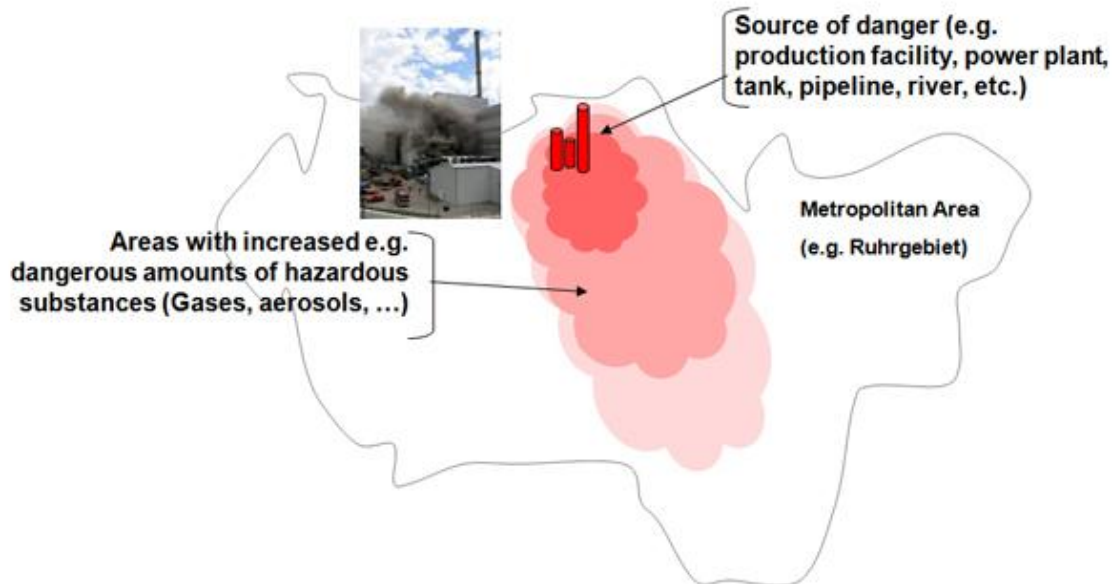 Source of danger (e.g.
production facility, power plant,
tank, pipeline, river, etc.)
Metropolitan Area
(e.g. Ruhrgebiet)
Areas with increased e.g.
dangerous amounts of hazardous
substances (Gases, aerosols, …)